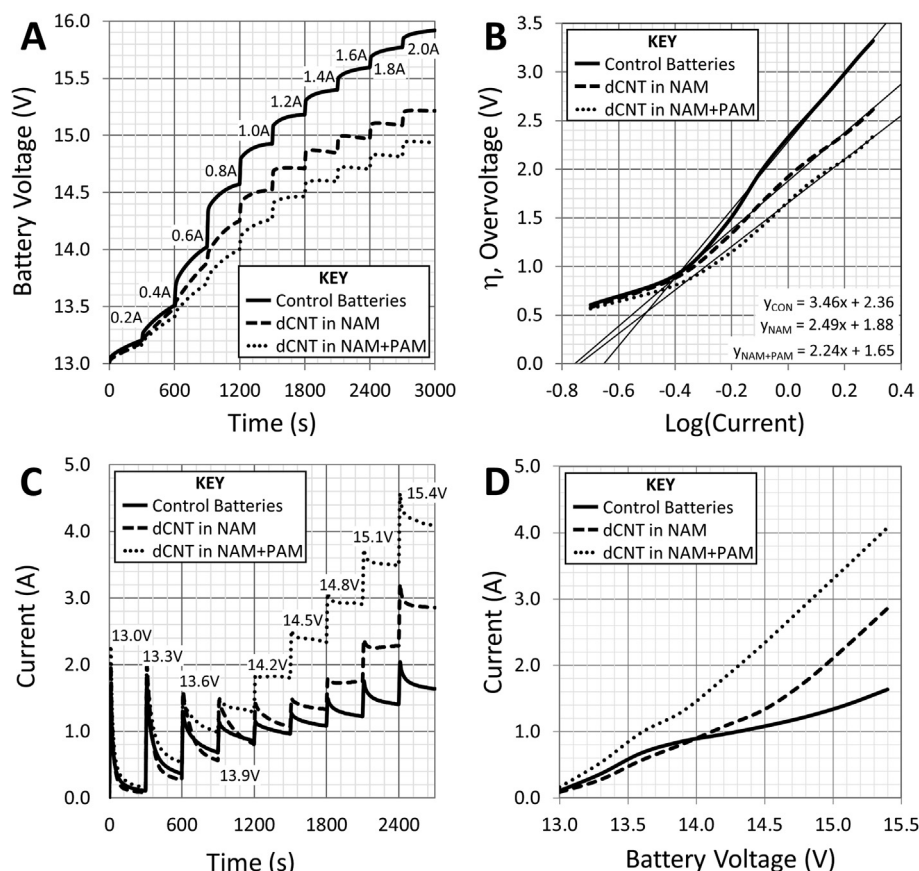 A
Battery Voltage (V)
16.0
15.5
15.0
14.5
14.0
13.5
13.0
0.2A
0.4A
0.6A
0.8A
1.0A
1.2A
1.4A
1.6A
1.8A
2.0A
KEY
Control Batteries
dCNT in NAM
dCNT in NAM+PAM
0 600 1200 1800 2400 3000
Time (s)
B
η, Overvoltage (V)
3.5
3.0
2.5
2.0
1.5
1.0
0.5
0.0
KEY
Control Batteries
dCNT in NAM
dCNT in NAM+PAM
yCON = 3.46x + 2.36
yNAM = 2.49x + 1.88
yNAM+PAM = 2.24x + 1.65
-0.8 -0.6 -0.4 -0.2 0.0 0.2 0.4
Log(Current)
C
Current (A)
5.0
4.0
3.0
2.0
1.0
0.0
KEY
Control Batteries
dCNT in NAM
dCNT in NAM+PAM
13.0V
13.3V
13.6V
13.9V
14.2V
14.5V
14.8V
15.1V
15.4V
0 600 1200 1800 2400
Time (s)
D
Current (A)
5.0
4.0
3.0
2.0
1.0
0.0
KEY
Control Batteries
dCNT in NAM
dCNT in NAM+PAM
13.0 13.5 14.0 14.5 15.0 15.5
Battery Voltage (V)